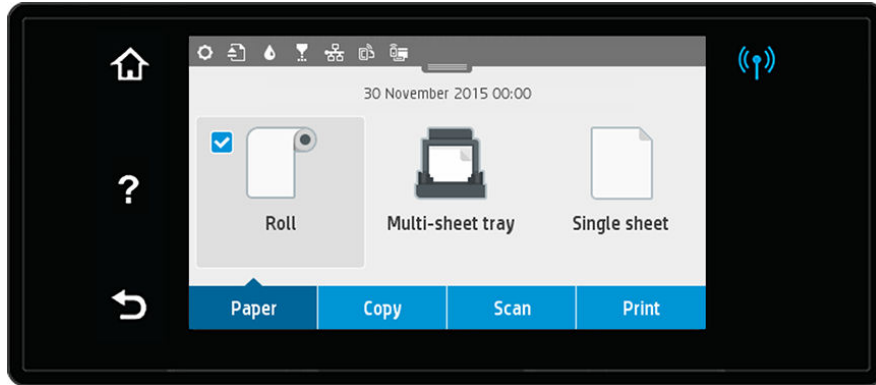 30 November 2015 00:00
?
Roll Multi-sheet tray Single sheet
Paper Copy Scan Print